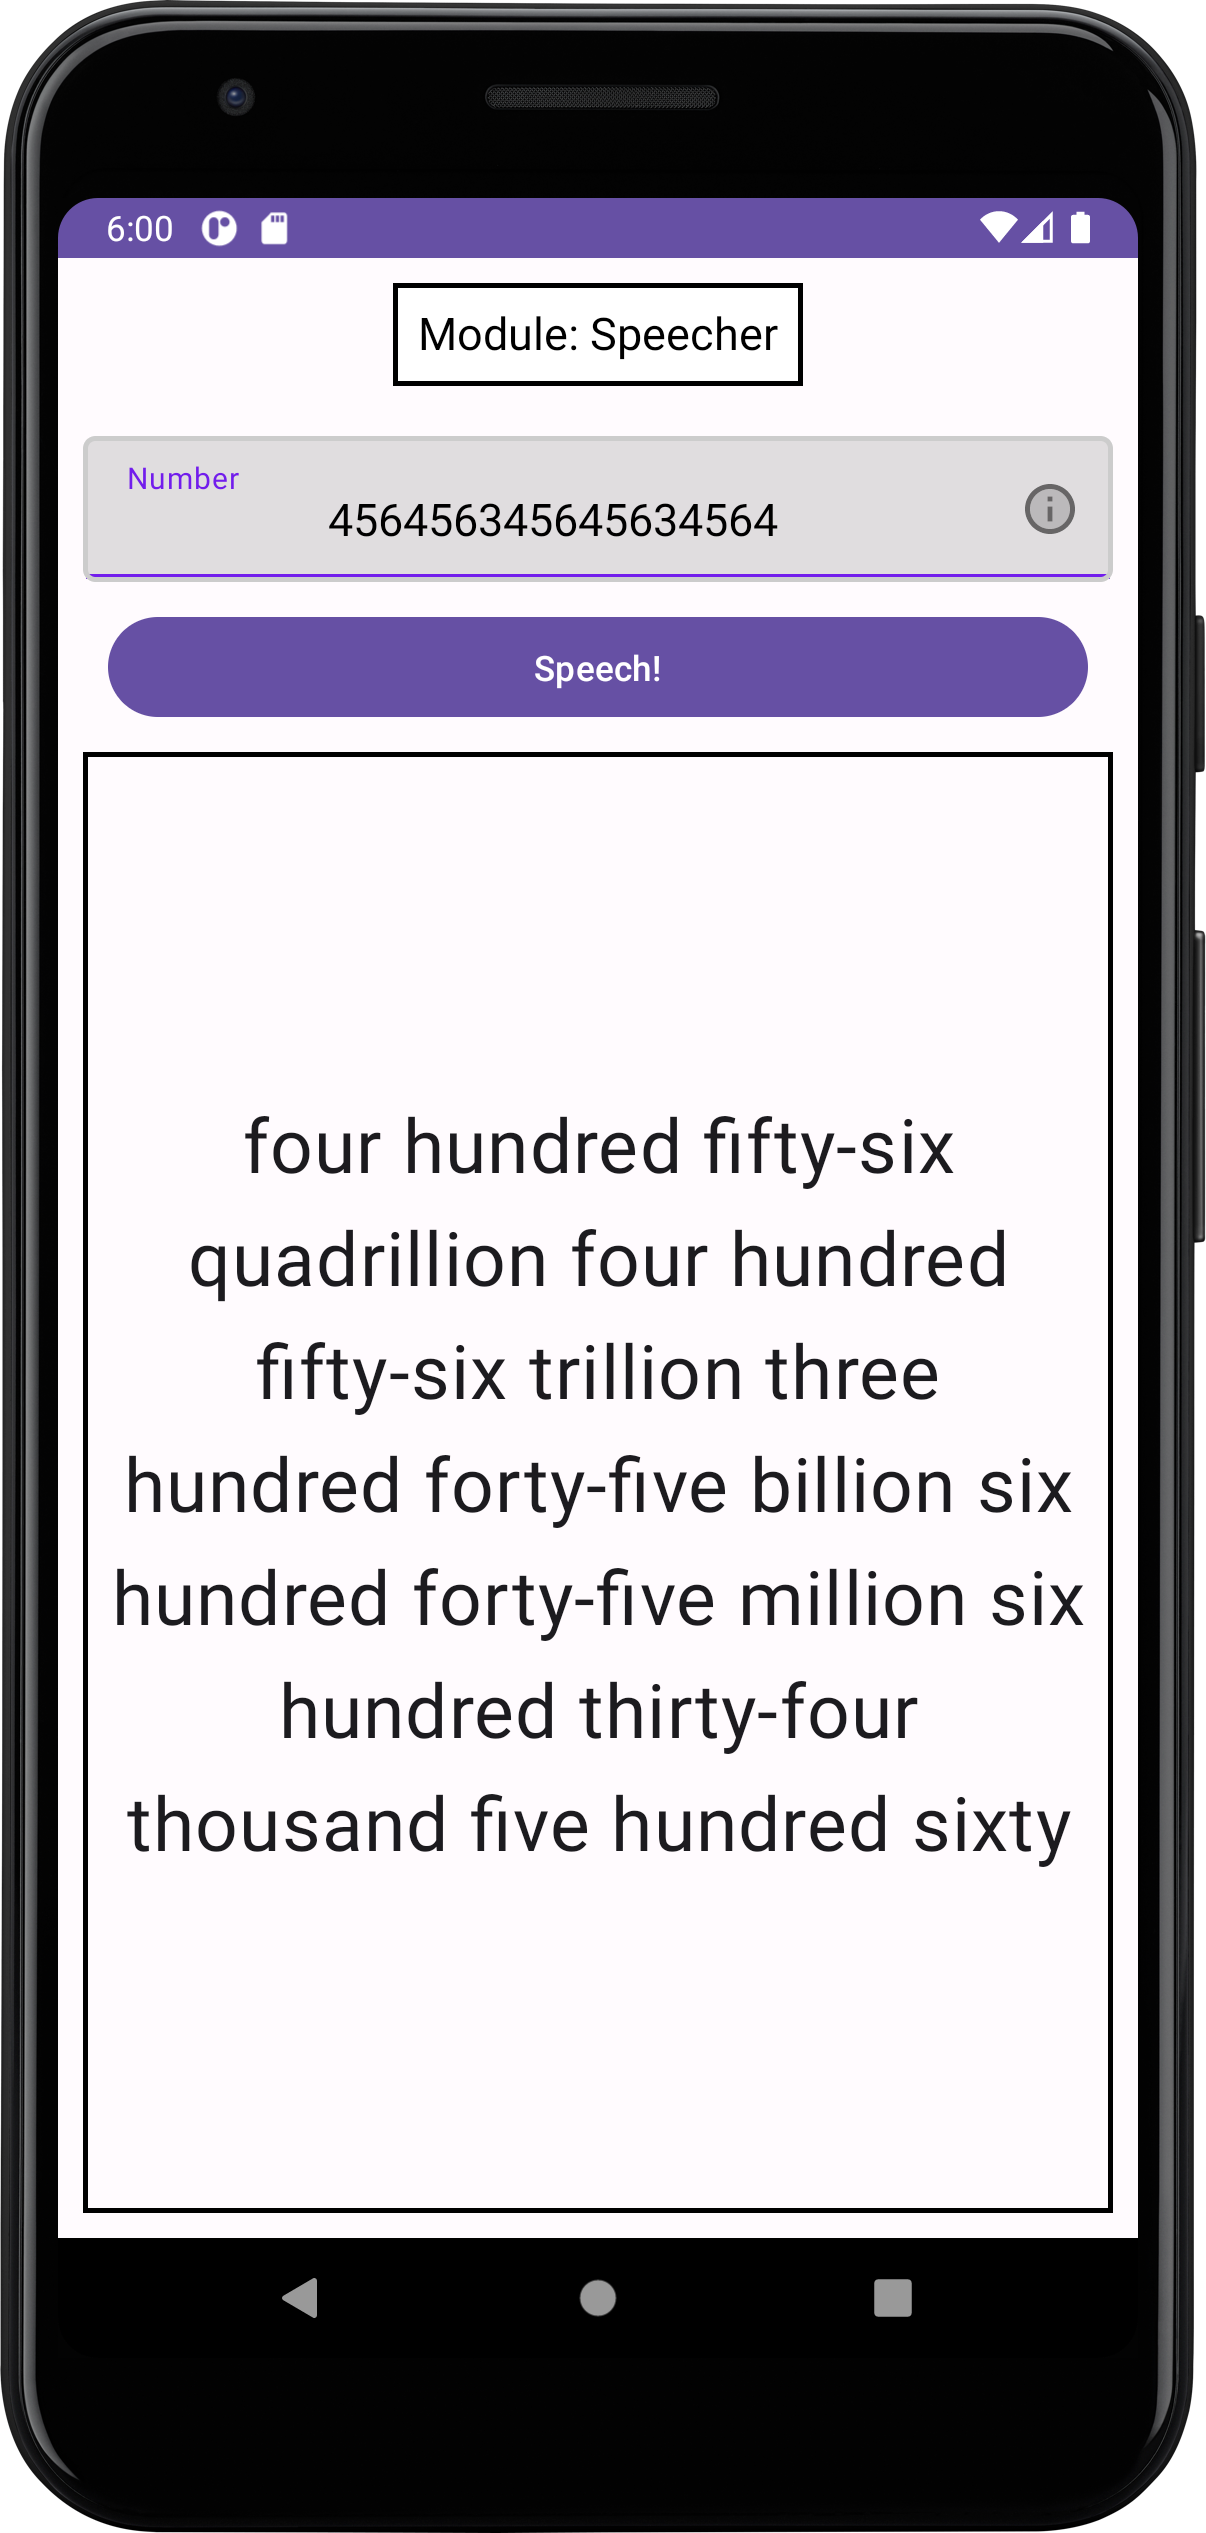 6:00
Module: Speecher
Number
456456345645634564
Speech!
four hundred fifty-six
quadrillion four hundred
fifty-six trillion three
hundred forty-five billion six
hundred forty-five million six
hundred thirty-four
thousand five hundred sixty